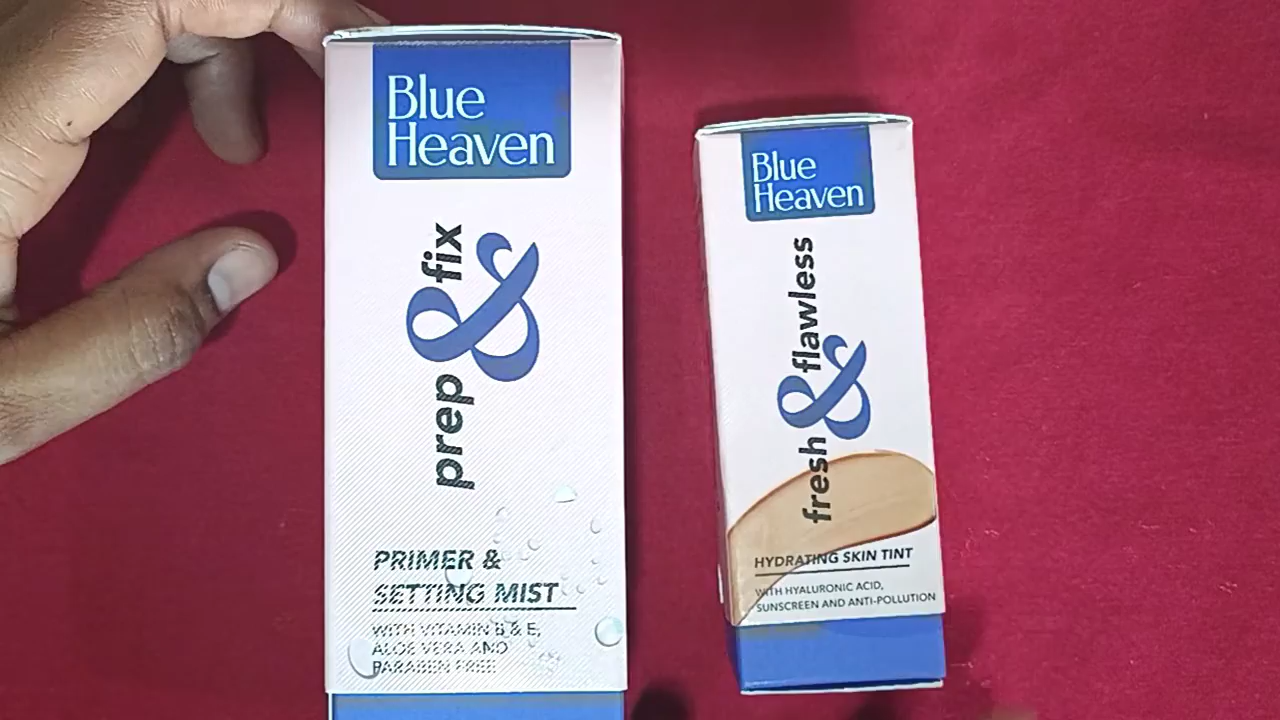 Blue
Heaven
prep & fix
PRIMER &
SETTING MIST
WITH VITAMIN B & E,
ALOE VERA AND
PARABEN FREE
Blue
Heaven
fresh & flawless
HYDRATING SKIN TINT
WITH HYALURONIC ACID,
SUNSCREEN AND ANTI-POLLUTION